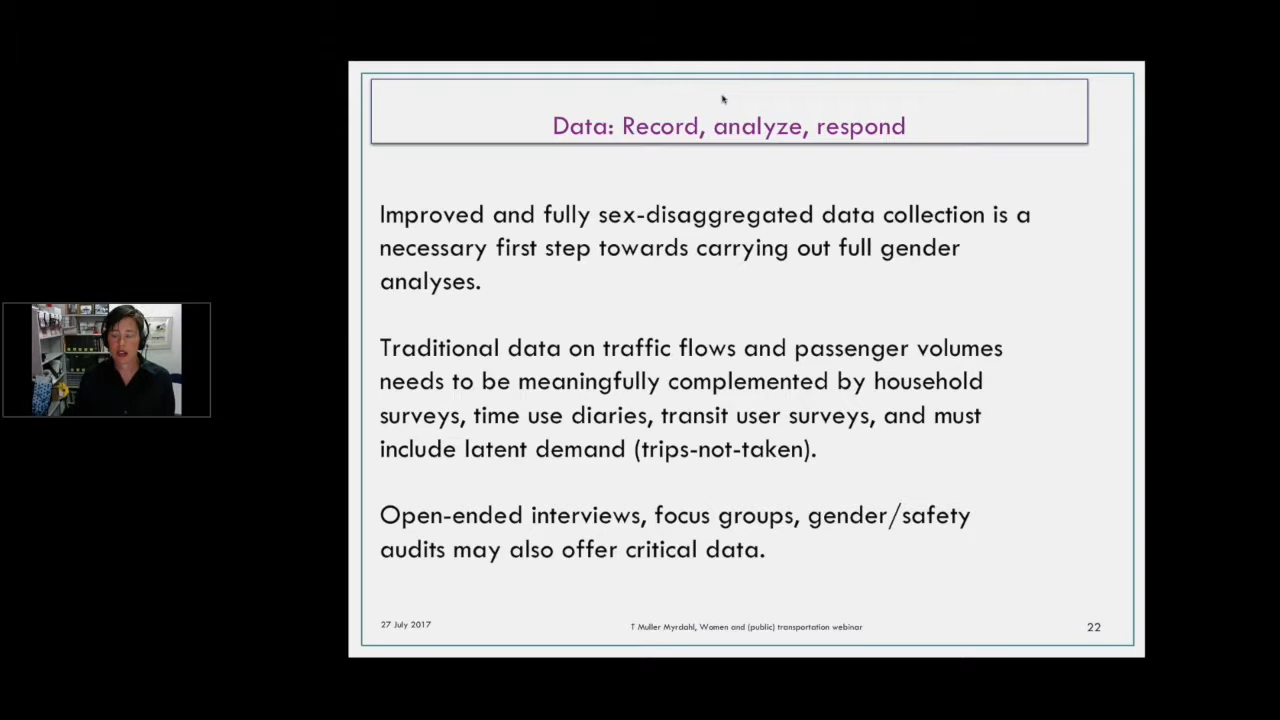 Data: Record, analyze, respond
Improved and fully sex-disaggregated data collection is a
necessary first step towards carrying out full gender
analyses.
Traditional data on traffic flows and passenger volumes
needs to be meaningfully complemented by household
surveys, time use diaries, transit user surveys, and must
include latent demand (trips-not-taken).
Open-ended interviews, focus groups, gender/safety
audits may also offer critical data.
27 July 2017
T Muller Myrdahl, Women and (public) transportation webinar
22